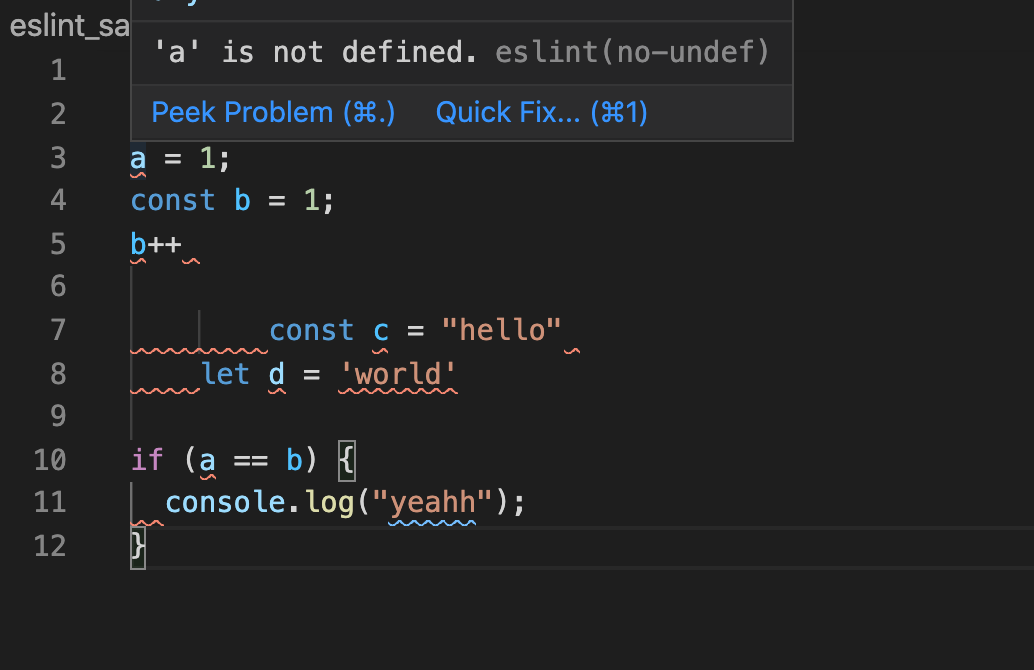 eslint_sa
'a' is not defined. eslint(no-undef)
1
2 Peek Problem (⌘.) Quick Fix... (⌘1)
3 a = 1;
4 const b = 1;
5 b++
6
7         const c = "hello"
8     let d = 'world'
9
10 if (a == b) {
11   console.log("yeahh");
12 }